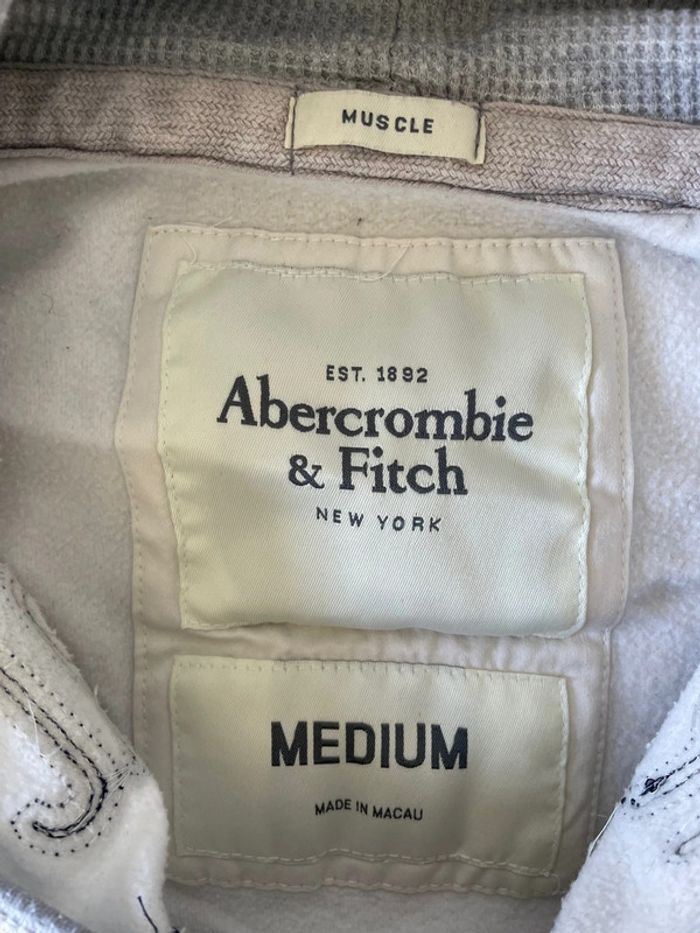 MUSCLE
EST. 1892
Abercrombie
& Fitch
NEW YORK
MEDIUM
MADE IN MACAU